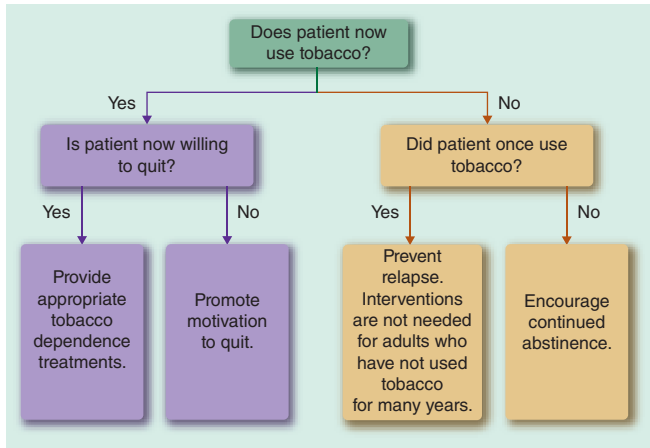 Does patient now
use tobacco?
Yes
No
Is patient now willing
to quit?
Did patient once use
tobacco?
Yes
No
Yes
No
Provide
appropriate
tobacco
dependence
treatments.
Promote
motivation
to quit.
Prevent
relapse.
Interventions
are not needed
for adults who
have not used
tobacco
for many years.
Encourage
continued
abstinence.